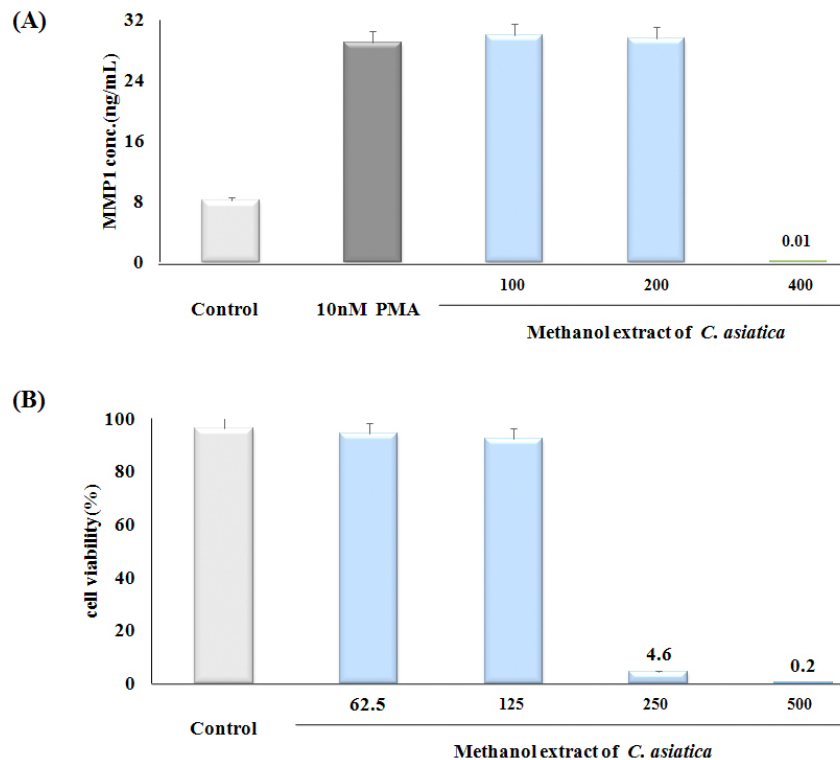 (A)
MMP1 conc.(ng/mL)
32
24
16
8
0
0.01
100 200 400
Control 10nM PMA
Methanol extract of C. asiatica
(B)
cell viability(%)
100
80
60
40
20
0
4.6
0.2
62.5 125 250 500
Control
Methanol extract of C. asiatica